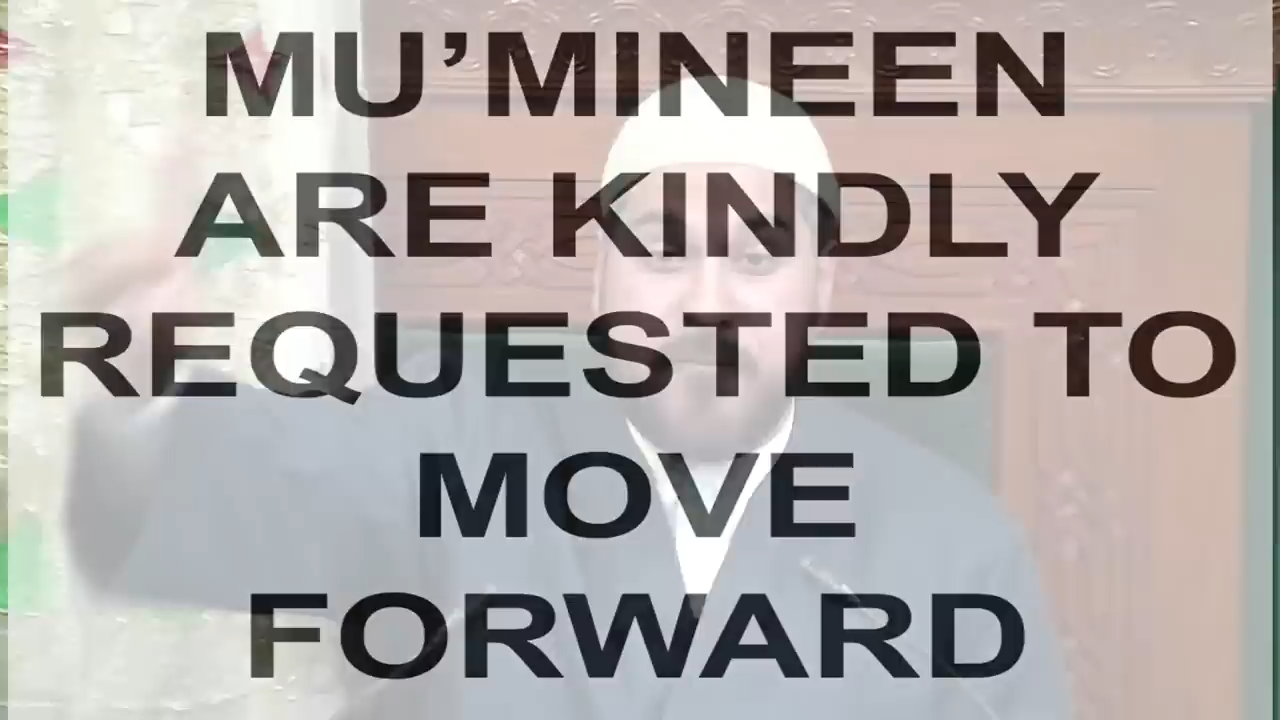 MU’MINEEN
ARE KINDLY
REQUESTED TO
MOVE
FORWARD